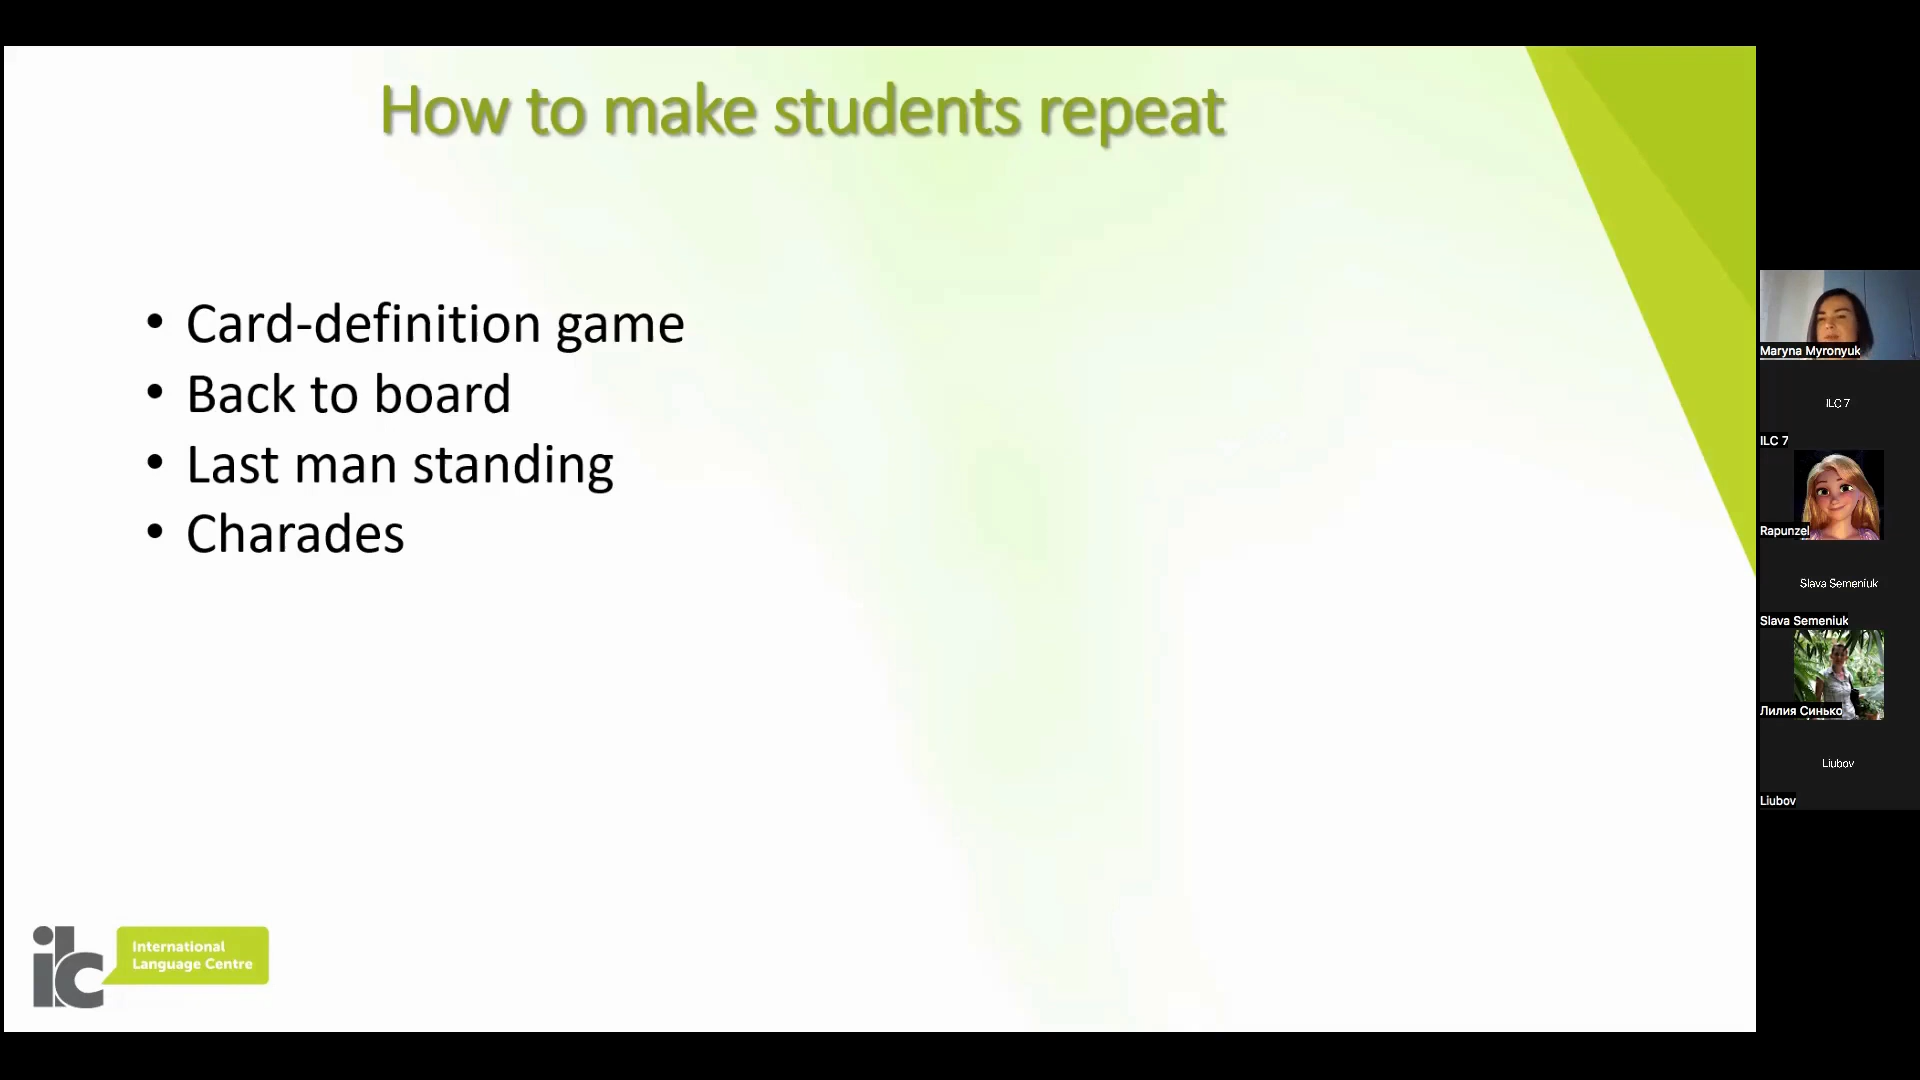 How to make students repeat
• Card-definition game
• Back to board
• Last man standing
• Charades
ilc
International
Language Centre
Maryna Myronyuk
ILC 7
ILC 7
Rapunzel
Slava Semeniuk
Slava Semeniuk
Лилия Синько
Liubov
Liubov